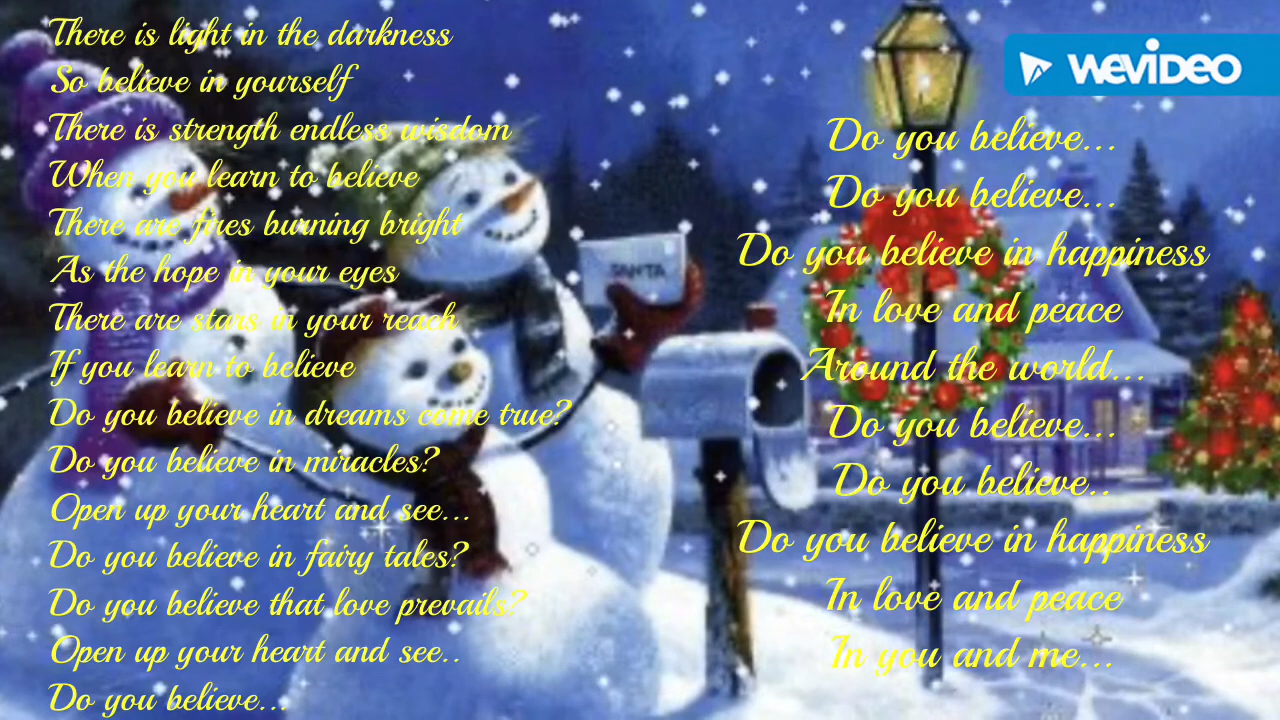 There is light in the darkness
So believe in yourself
There is strength endless wisdom
When you learn to believe
There are fires burning bright
As the hope in your eyes
There are stars in your reach
If you learn to believe
Do you believe in dreams come true?
Do you believe in miracles?
Open up your heart and see...
Do you believe in fairy tales?
Do you believe that love prevails?
Open up your heart and see..
Do you believe...
WEVIDEO
Do you believe...
Do you believe...
Do you believe in happiness
In love and peace
Around the world...
Do you believe...
Do you believe..
Do you believe in happiness
In love and peace
In you and me...
SANTA